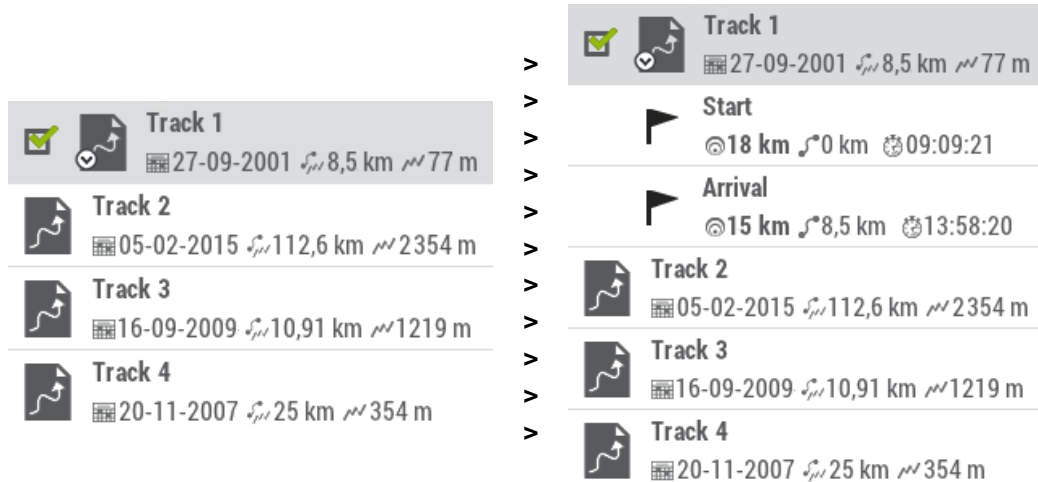 Track 1
27-09-2001 8,5 km 77 m
Track 2
05-02-2015 112,6 km 2354 m
Track 3
16-09-2009 10,91 km 1219 m
Track 4
20-11-2007 25 km 354 m
>
>
>
>
>
>
>
>
>
>
>
Track 1
27-09-2001 8,5 km 77 m
Start
18 km 0 km 09:09:21
Arrival
15 km 8,5 km 13:58:20
Track 2
05-02-2015 112,6 km 2354 m
Track 3
16-09-2009 10,91 km 1219 m
Track 4
20-11-2007 25 km 354 m